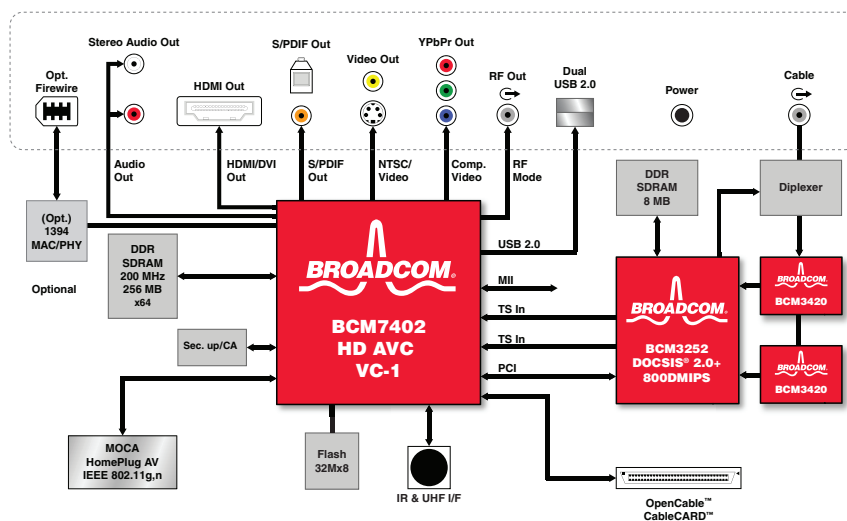 Stereo Audio Out
S/PDIF Out
YPbPr Out
Video Out
Opt.
Firewire
HDMI Out
RF Out
Dual
USB 2.0
Power
Cable
Audio
Out
HDMI/DVI
Out
S/PDIF
Out
NTSC/
Video
Comp.
Video
RF
Mode
DDR
SDRAM
8 MB
Diplexer
(Opt.)
1394
MAC/PHY
Optional
DDR
SDRAM
200 MHz
256 MB
x64
USB 2.0
BROADCOM®
BCM7402
HD AVC
VC-1
MII
TS In
TS In
PCI
BROADCOM®
BCM3252
DOCSIS® 2.0+
800DMIPS
BROADCOM®
BCM3420
BROADCOM®
BCM3420
Sec. up/CA
MOCA
HomePlug AV
IEEE 802.11g,n
Flash
32Mx8
IR & UHF I/F
OpenCable™
CableCARD™